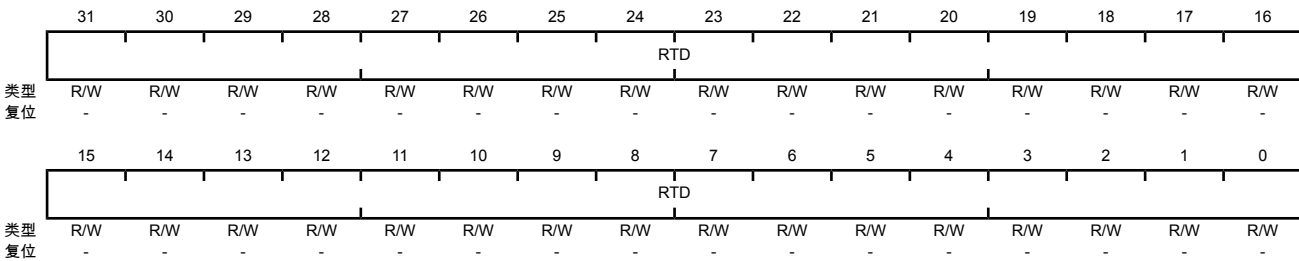 31 30 29 28 27 26 25 24 23 22 21 20 19 18 17 16
RTD
类型 R/W R/W R/W R/W R/W R/W R/W R/W R/W R/W R/W R/W R/W R/W R/W R/W
复位 - - - - - - - - - - - - - - - -
15 14 13 12 11 10 9 8 7 6 5 4 3 2 1 0
RTD
类型 R/W R/W R/W R/W R/W R/W R/W R/W R/W R/W R/W R/W R/W R/W R/W R/W
复位 - - - - - - - - - - - - - - - -